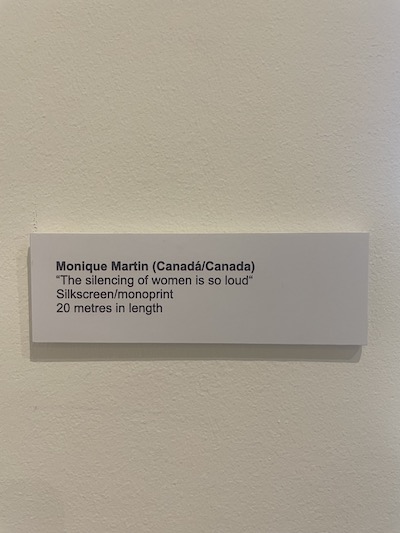 Monique Martin (Canadá/Canada)
"The silencing of women is so loud"
Silkscreen/monoprint
20 metres in length